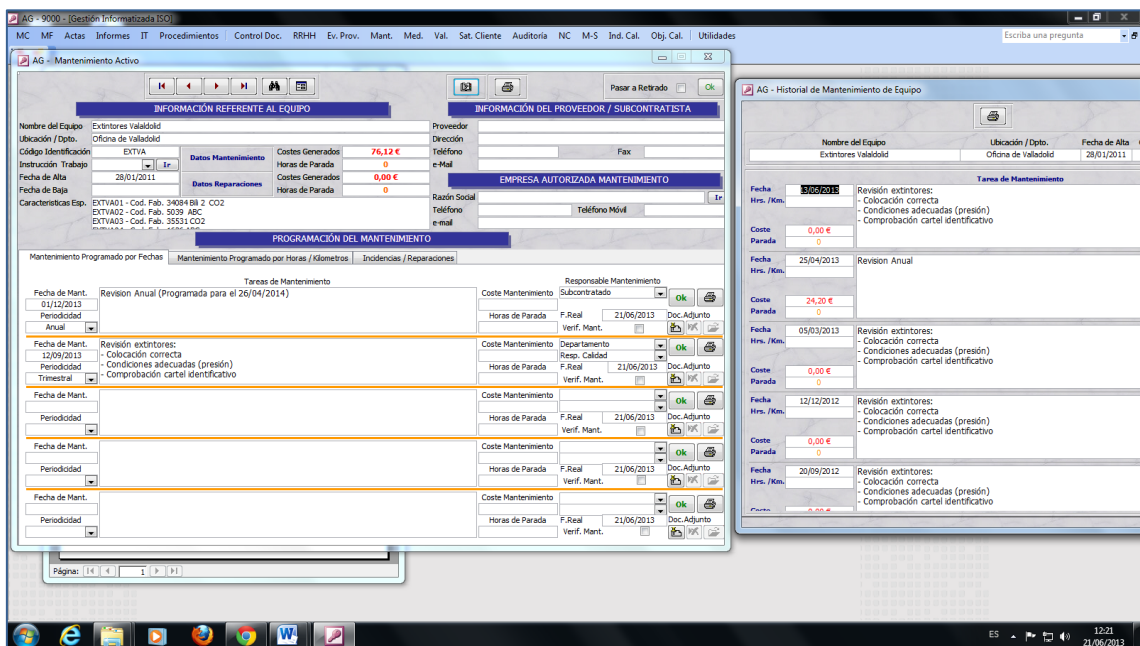 AG - 9000 - [Gestión Informatizada ISO]
MC MF Actas Informes IT Procedimientos Control Doc. RRHH Ev. Prov. Mant. Med. Val. Sat. Cliente Auditoría NC M-S Ind. Cal. Obj. Cal. Utilidades
Escriba una pregunta
AG - Mantenimiento Activo
Pasar a Retirado Ok
INFORMACIÓN REFERENTE AL EQUIPO
INFORMACIÓN DEL PROVEEDOR / SUBCONTRATISTA
Nombre del Equipo Extintores Valaldolid
Proveedor
Ubicación / Dpto. Oficina de Valladolid
Dirección
Código Identificación EXTVA Datos Mantenimiento Costes Generados 76,12 €
Teléfono Fax
Instrucción Trabajo Ir Horas de Parada 0
e-Mail
Fecha de Alta 28/01/2011 Datos Reparaciones Costes Generados 0,00 €
EMPRESA AUTORIZADA MANTENIMIENTO
Fecha de Baja Horas de Parada 0
Razón Social Ir
Caracteristicas Esp. EXTVA01 - Cod. Fab. 34084 Bli 2 CO2
EXTVA02 - Cod. Fab. 5039 ABC
EXTVA03 - Cod. Fab. 35531 CO2
Teléfono Teléfono Móvil
e-mail
PROGRAMACIÓN DEL MANTENIMIENTO
Mantenimiento Programado por Fechas Mantenimiento Programado por Horas / Kilometros Incidencias / Reparaciones
Tareas de Mantenimiento Responsable Mantenimiento
Fecha de Mant. Revision Anual (Programada para el 26/04/2014) Coste Mantenimiento Subcontratado Ok
01/12/2013
Periodicidad Horas de Parada F.Real 21/06/2013 Doc.Adjunto
Anual Verif. Mant.
Fecha de Mant. Revisión extintores: Coste Mantenimiento Departamento Ok
12/09/2013 - Colocación correcta Resp. Calidad
Periodicidad - Condiciones adecuadas (presión) Horas de Parada F.Real 21/06/2013 Doc.Adjunto
Trimestral - Comprobación cartel identificativo Verif. Mant.
Fecha de Mant. Coste Mantenimiento Ok
Periodicidad Horas de Parada F.Real 21/06/2013 Doc.Adjunto
Verif. Mant.
Fecha de Mant. Coste Mantenimiento Ok
Periodicidad Horas de Parada F.Real 21/06/2013 Doc.Adjunto
Verif. Mant.
Fecha de Mant. Coste Mantenimiento Ok
Periodicidad Horas de Parada F.Real 21/06/2013 Doc.Adjunto
Verif. Mant.
Página: 1
AG - Historial de Mantenimiento de Equipo
Nombre del Equipo Ubicación / Dpto. Fecha de Alta
Extintores Valaldolid Oficina de Valladolid 28/01/2011
Tarea de Mantenimiento
Fecha 13/06/2013 Revisión extintores:
Hrs. /Km. - Colocación correcta
- Condiciones adecuadas (presión)
- Comprobación cartel identificativo
Coste 0,00 €
Parada 0
Fecha 25/04/2013 Revision Anual
Hrs. /Km.
Coste 24,20 €
Parada 0
Fecha 05/03/2013 Revisión extintores:
Hrs. /Km. - Colocación correcta
- Condiciones adecuadas (presión)
- Comprobación cartel identificativo
Coste 0,00 €
Parada 0
Fecha 12/12/2012 Revisión extintores:
Hrs. /Km. - Colocación correcta
- Condiciones adecuadas (presión)
- Comprobación cartel identificativo
Coste 0,00 €
Parada 0
Fecha 20/09/2012 Revisión extintores:
Hrs. /Km. - Colocación correcta
- Condiciones adecuadas (presión)
- Comprobación cartel identificativo
ES 12:21
21/06/2013